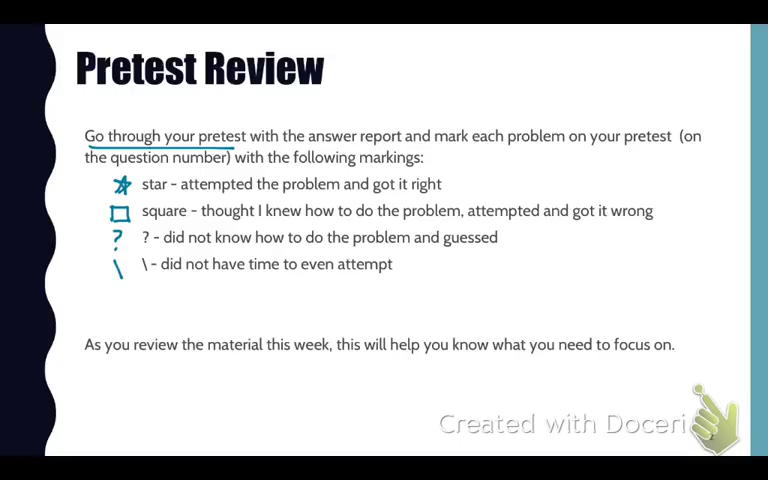 Pretest Review
Go through your pretest with the answer report and mark each problem on your pretest (on
the question number) with the following markings:
star - attempted the problem and got it right
square - thought I knew how to do the problem, attempted and got it wrong
? ? - did not know how to do the problem and guessed
\ \ - did not have time to even attempt
As you review the material this week, this will help you know what you need to focus on.
Created with Doceri